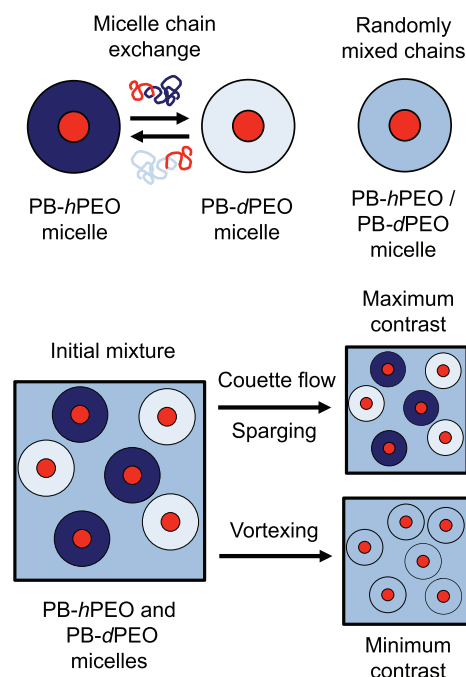 Micelle chain
exchange
Randomly
mixed chains
PB-hPEO
micelle
PB-dPEO
micelle
PB-hPEO /
PB-dPEO
micelle
Initial mixture
Maximum
contrast
Couette flow
Sparging
Vortexing
PB-hPEO and
PB-dPEO
micelles
Minimum
contrast